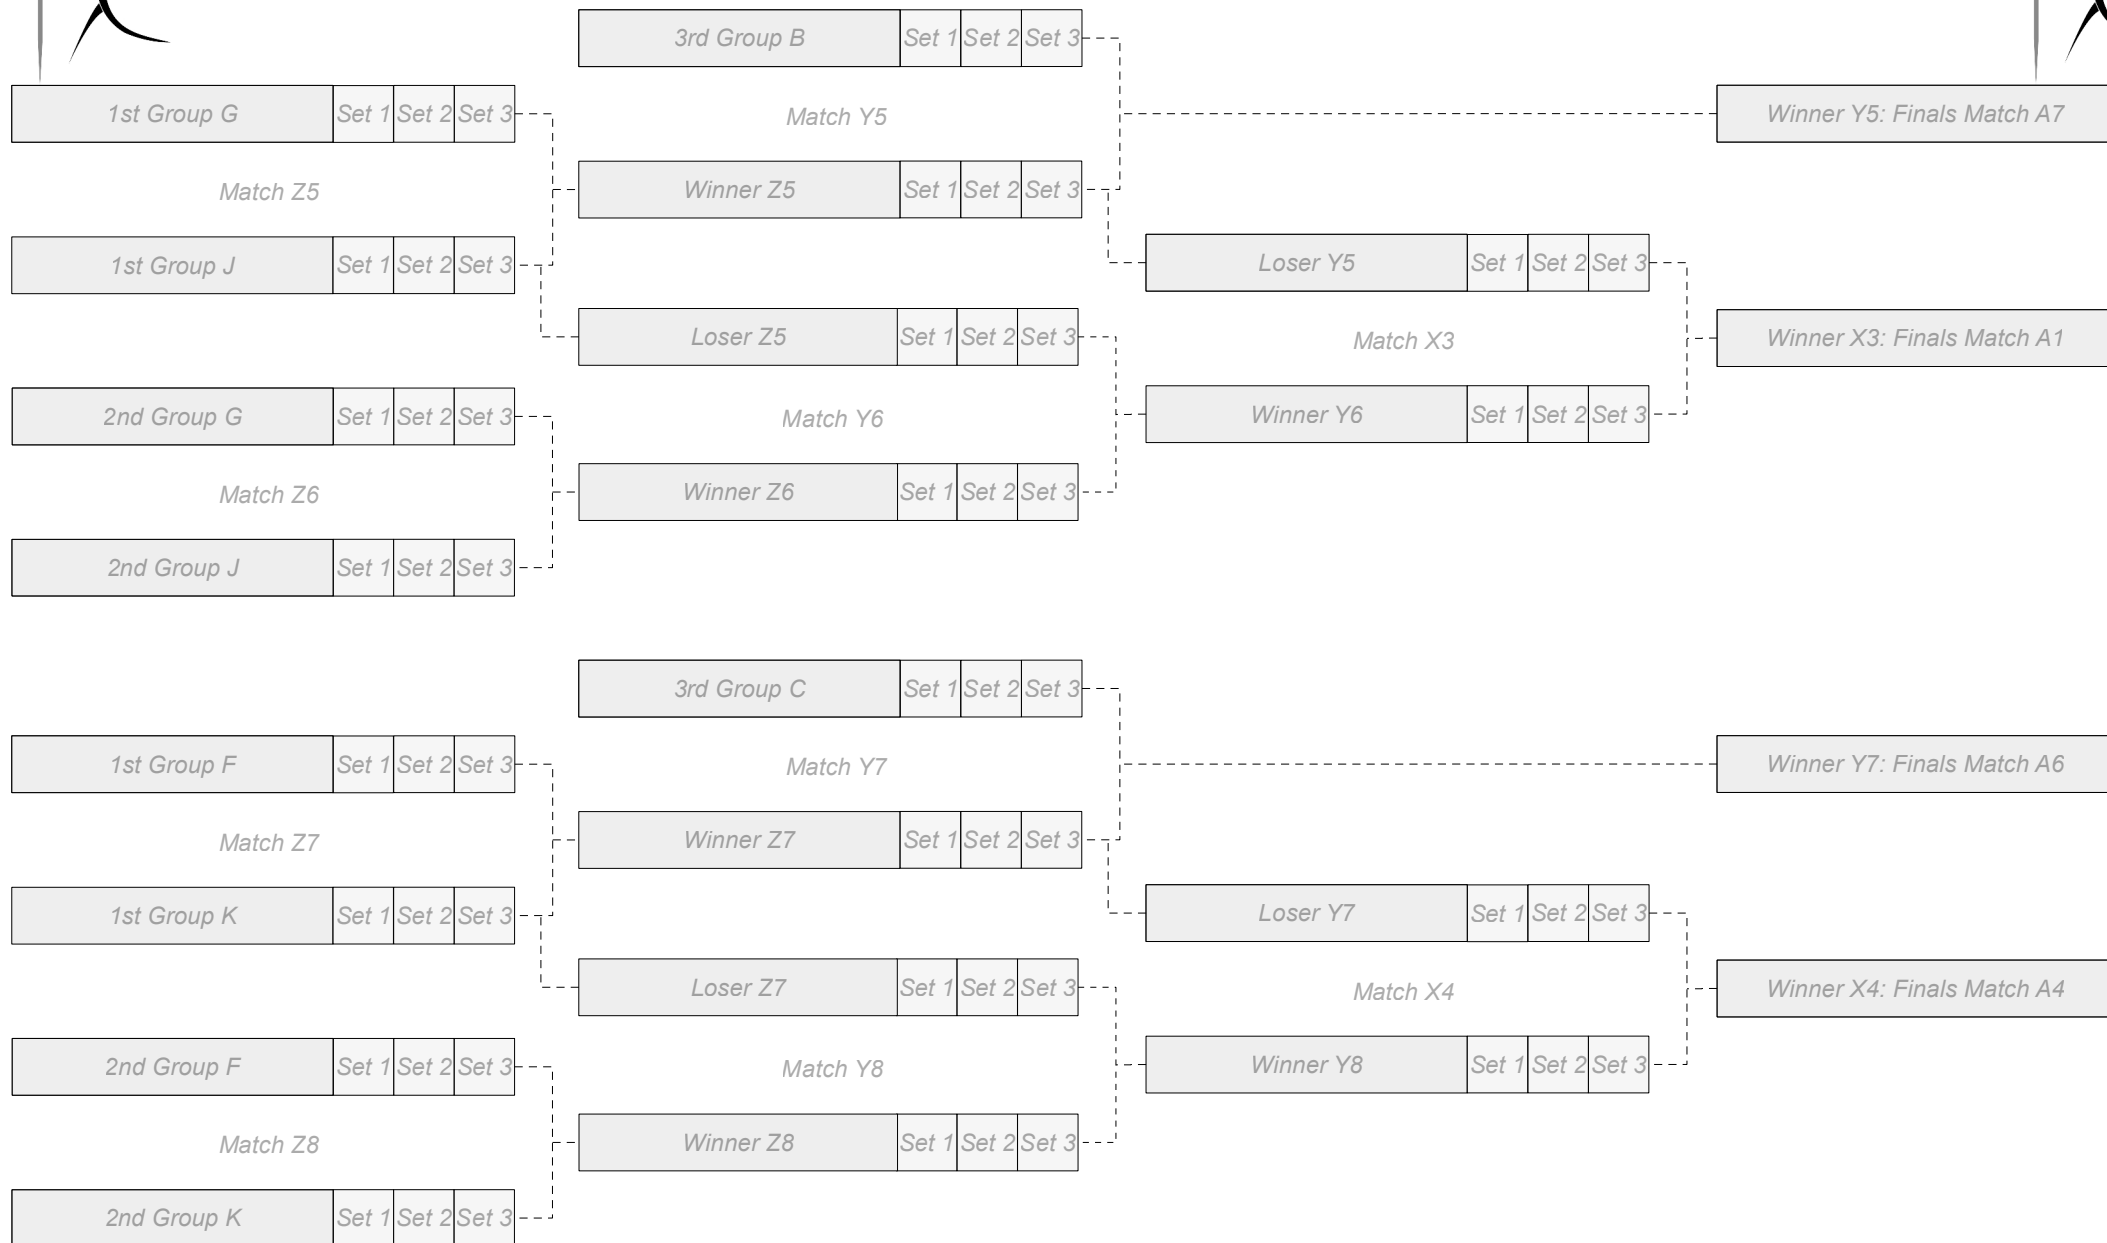 3rd Group B Set 1 Set 2 Set 3
1st Group G Set 1 Set 2 Set 3
Match Y5
Winner Y5: Finals Match A7
Match Z5
Winner Z5 Set 1 Set 2 Set 3
1st Group J Set 1 Set 2 Set 3
Loser Y5 Set 1 Set 2 Set 3
Loser Z5 Set 1 Set 2 Set 3
Match X3
Winner X3: Finals Match A1
2nd Group G Set 1 Set 2 Set 3
Match Y6
Winner Y6 Set 1 Set 2 Set 3
Match Z6
Winner Z6 Set 1 Set 2 Set 3
2nd Group J Set 1 Set 2 Set 3
3rd Group C Set 1 Set 2 Set 3
1st Group F Set 1 Set 2 Set 3
Match Y7
Winner Y7: Finals Match A6
Match Z7
Winner Z7 Set 1 Set 2 Set 3
1st Group K Set 1 Set 2 Set 3
Loser Y7 Set 1 Set 2 Set 3
Loser Z7 Set 1 Set 2 Set 3
Match X4
Winner X4: Finals Match A4
2nd Group F Set 1 Set 2 Set 3
Match Y8
Winner Y8 Set 1 Set 2 Set 3
Match Z8
Winner Z8 Set 1 Set 2 Set 3
2nd Group K Set 1 Set 2 Set 3